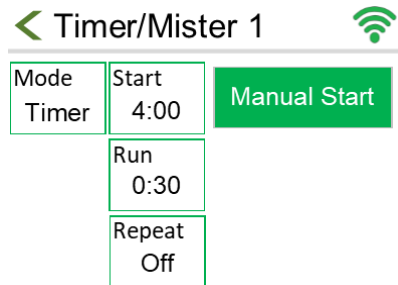 Timer/Mister 1
Mode
Timer
Start
4:00
Manual Start
Run
0:30
Repeat
Off